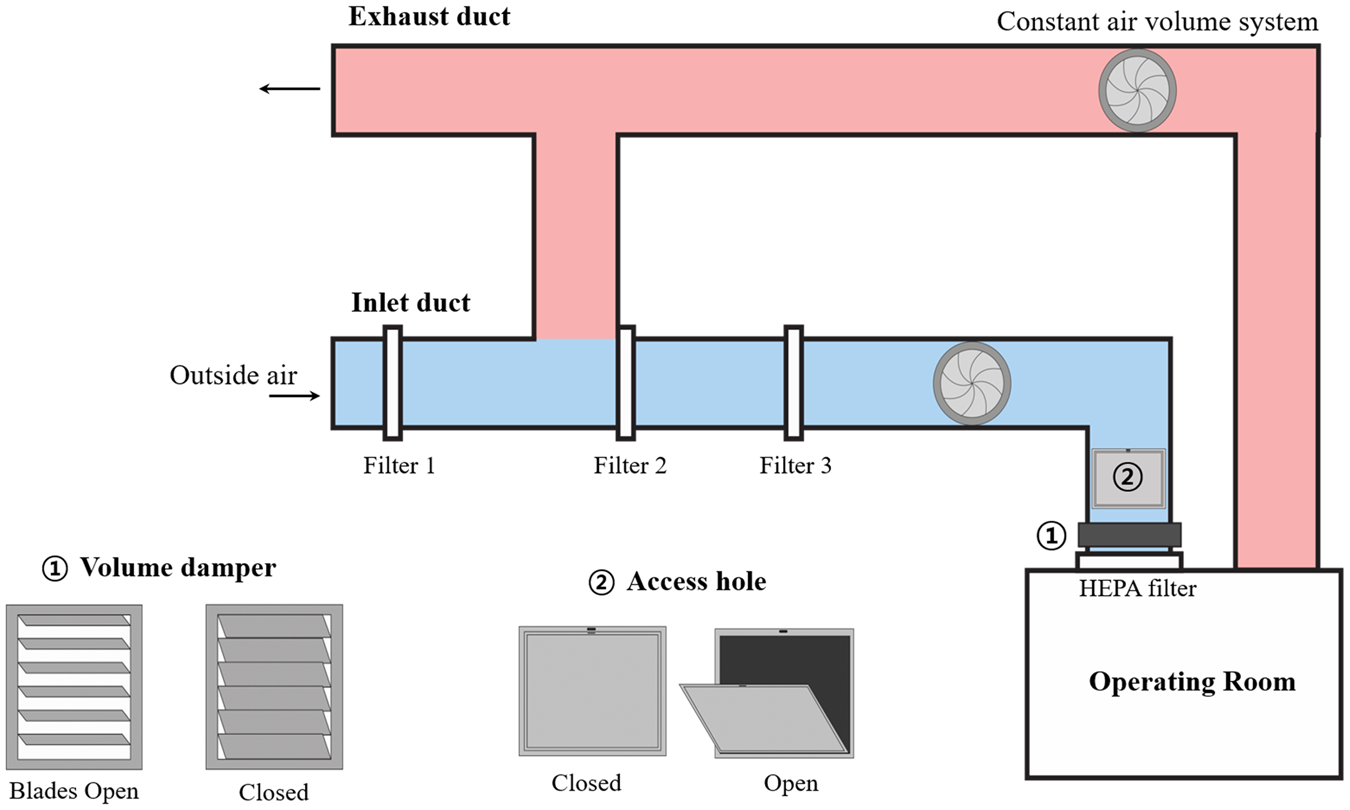 Exhaust duct
Constant air volume system
Inlet duct
Outside air
Filter 1
Filter 2
Filter 3
②
①
① Volume damper
② Access hole
HEPA filter
Operating Room
Blades Open
Closed
Closed
Open